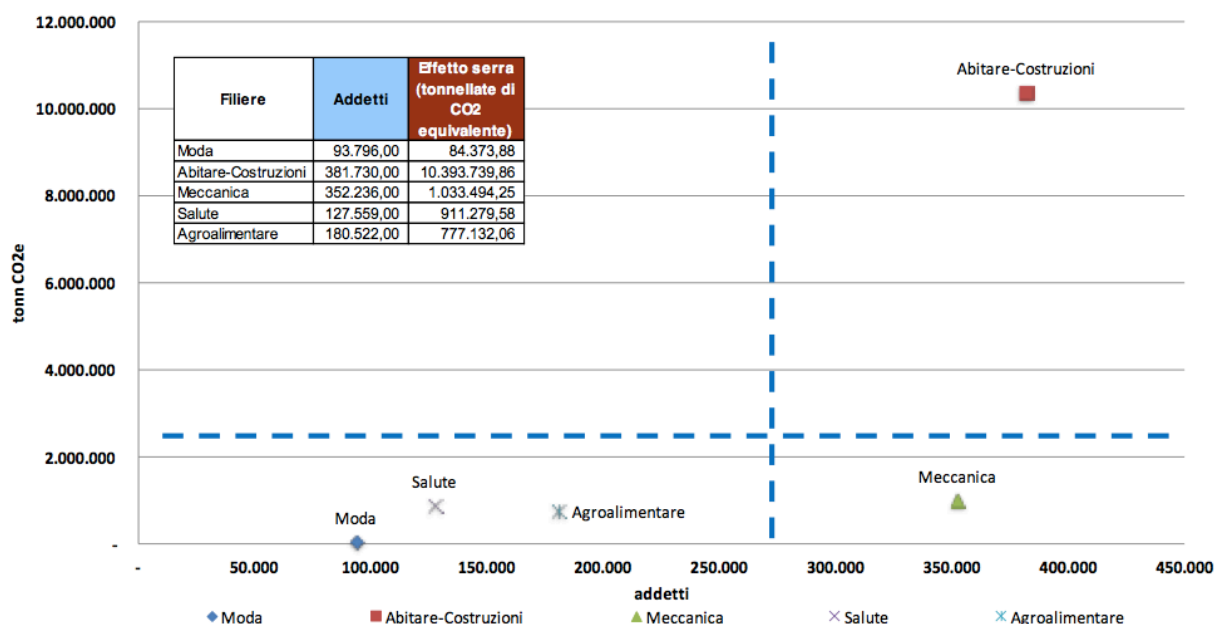 12.000.000
10.000.000
8.000.000
6.000.000
4.000.000
2.000.000
-
tonn CO2e
Filiere Addetti Effetto serra
(tonnellate di
CO2
equivalente)
Moda 93.796,00 84.373,88
Abitare-Costruzioni 381.730,00 10.393.739,86
Meccanica 352.236,00 1.033.494,25
Salute 127.559,00 911.279,58
Agroalimentare 180.522,00 777.132,06
Abitare-Costruzioni
Salute
Moda
Agroalimentare
Meccanica
- 50.000 100.000 150.000 200.000 250.000 300.000 350.000 400.000 450.000
addetti
Moda Abitare-Costruzioni Meccanica Salute Agroalimentare